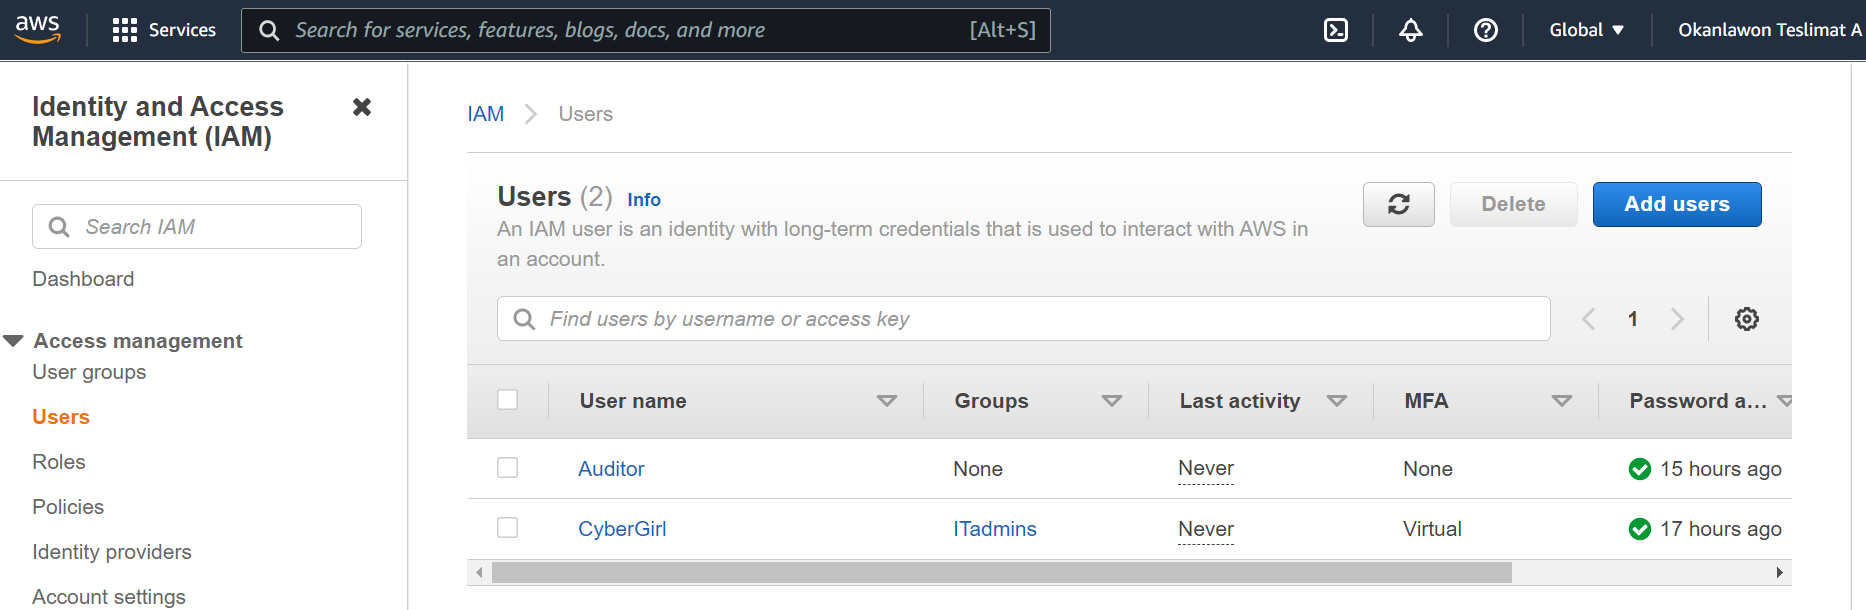 aws
Services
Search for services, features, blogs, docs, and more [Alt+S]
Global
Okanlawon Teslimat A
Identity and Access
Management (IAM)
Search IAM
Dashboard
Access management
User groups
Users
Roles
Policies
Identity providers
Account settings
IAM Users
Users (2) Info
An IAM user is an identity with long-term credentials that is used to interact with AWS in
an account.
Delete
Add users
Find users by username or access key
1
User name Groups Last activity MFA Password a...
Auditor None Never None 15 hours ago
CyberGirl ITadmins Never Virtual 17 hours ago